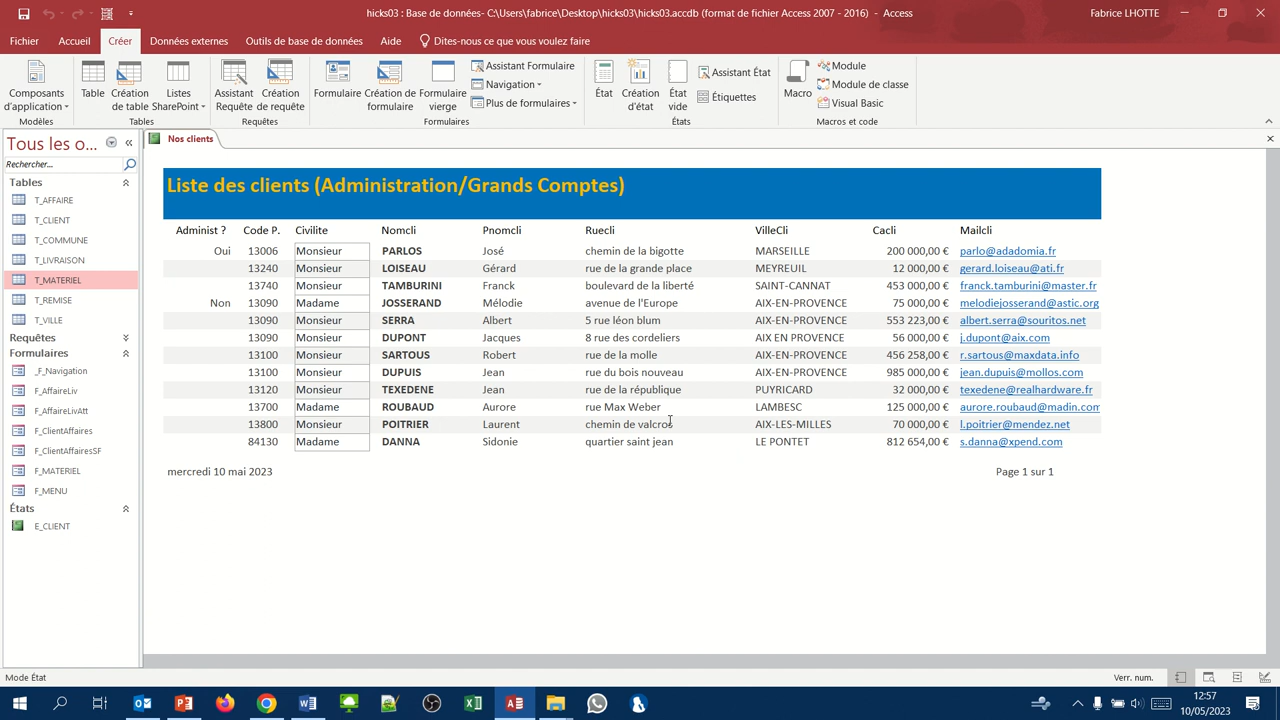 hicks03 : Base de données- C:\Users\fabrice\Desktop\hicks03\hicks03.accdb (format de fichier Access 2007 - 2016) - Access
Fabrice LHOTTE
Fichier Accueil Créer Données externes Outils de base de données Aide Dites-nous ce que vous voulez faire
Composants d'application
Modèles
Table
Création de table
Listes SharePoint
Tables
Assistant Requête
Création de requête
Requêtes
Formulaire
Création de formulaire
Formulaire vierge
Assistant Formulaire
Navigation
Plus de formulaires
Formulaires
État
Création d'état
État vide
Assistant État
Étiquettes
États
Macro
Module
Module de classe
Visual Basic
Macros et code
Tous les o...
Rechercher...
Tables
T_AFFAIRE
T_CLIENT
T_COMMUNE
T_LIVRAISON
T_MATERIEL
T_REMISE
T_VILLE
Requêtes
Formulaires
_F_Navigation
F_AffaireLiv
F_AffaireLivAtt
F_ClientAffaires
F_ClientAffairesSF
F_MATERIEL
F_MENU
États
E_CLIENT
Nos clients
Liste des clients (Administration/Grands Comptes)
Administ ? Code P. Civilite Nomcli Pnomcli Ruecli VilleCli Cacli Mailcli
Oui 13006 Monsieur PARLOS José chemin de la bigotte MARSEILLE 200 000,00 € parlo@adadomia.fr
13240 Monsieur LOISEAU Gérard rue de la grande place MEYREUIL 12 000,00 € gerard.loiseau@ati.fr
13740 Monsieur TAMBURINI Franck boulevard de la liberté SAINT-CANNAT 453 000,00 € franck.tamburini@master.fr
Non 13090 Madame JOSSERAND Mélodie avenue de l'Europe AIX-EN-PROVENCE 75 000,00 € melodiejosserand@astic.org
13090 Monsieur SERRA Albert 5 rue léon blum AIX-EN-PROVENCE 553 223,00 € albert.serra@souritos.net
13090 Monsieur DUPONT Jacques 8 rue des cordeliers AIX EN PROVENCE 56 000,00 € j.dupont@aix.com
13100 Monsieur SARTOUS Robert rue de la molle AIX-EN-PROVENCE 456 258,00 € r.sartous@maxdata.info
13100 Monsieur DUPUIS Jean rue du bois nouveau AIX-EN-PROVENCE 985 000,00 € jean.dupuis@mollos.com
13120 Monsieur TEXEDENE Jean rue de la république PUYRICARD 32 000,00 € texedene@realhardware.fr
13700 Madame ROUBAUD Aurore rue Max Weber LAMBESC 125 000,00 € aurore.roubaud@madin.com
13800 Monsieur POITRIER Laurent chemin de valcros AIX-LES-MILLES 70 000,00 € l.poitrier@mendez.net
84130 Madame DANNA Sidonie quartier saint jean LE PONTET 812 654,00 € s.danna@xpend.com
mercredi 10 mai 2023 Page 1 sur 1
Mode État
Verr. num.
12:57
10/05/2023